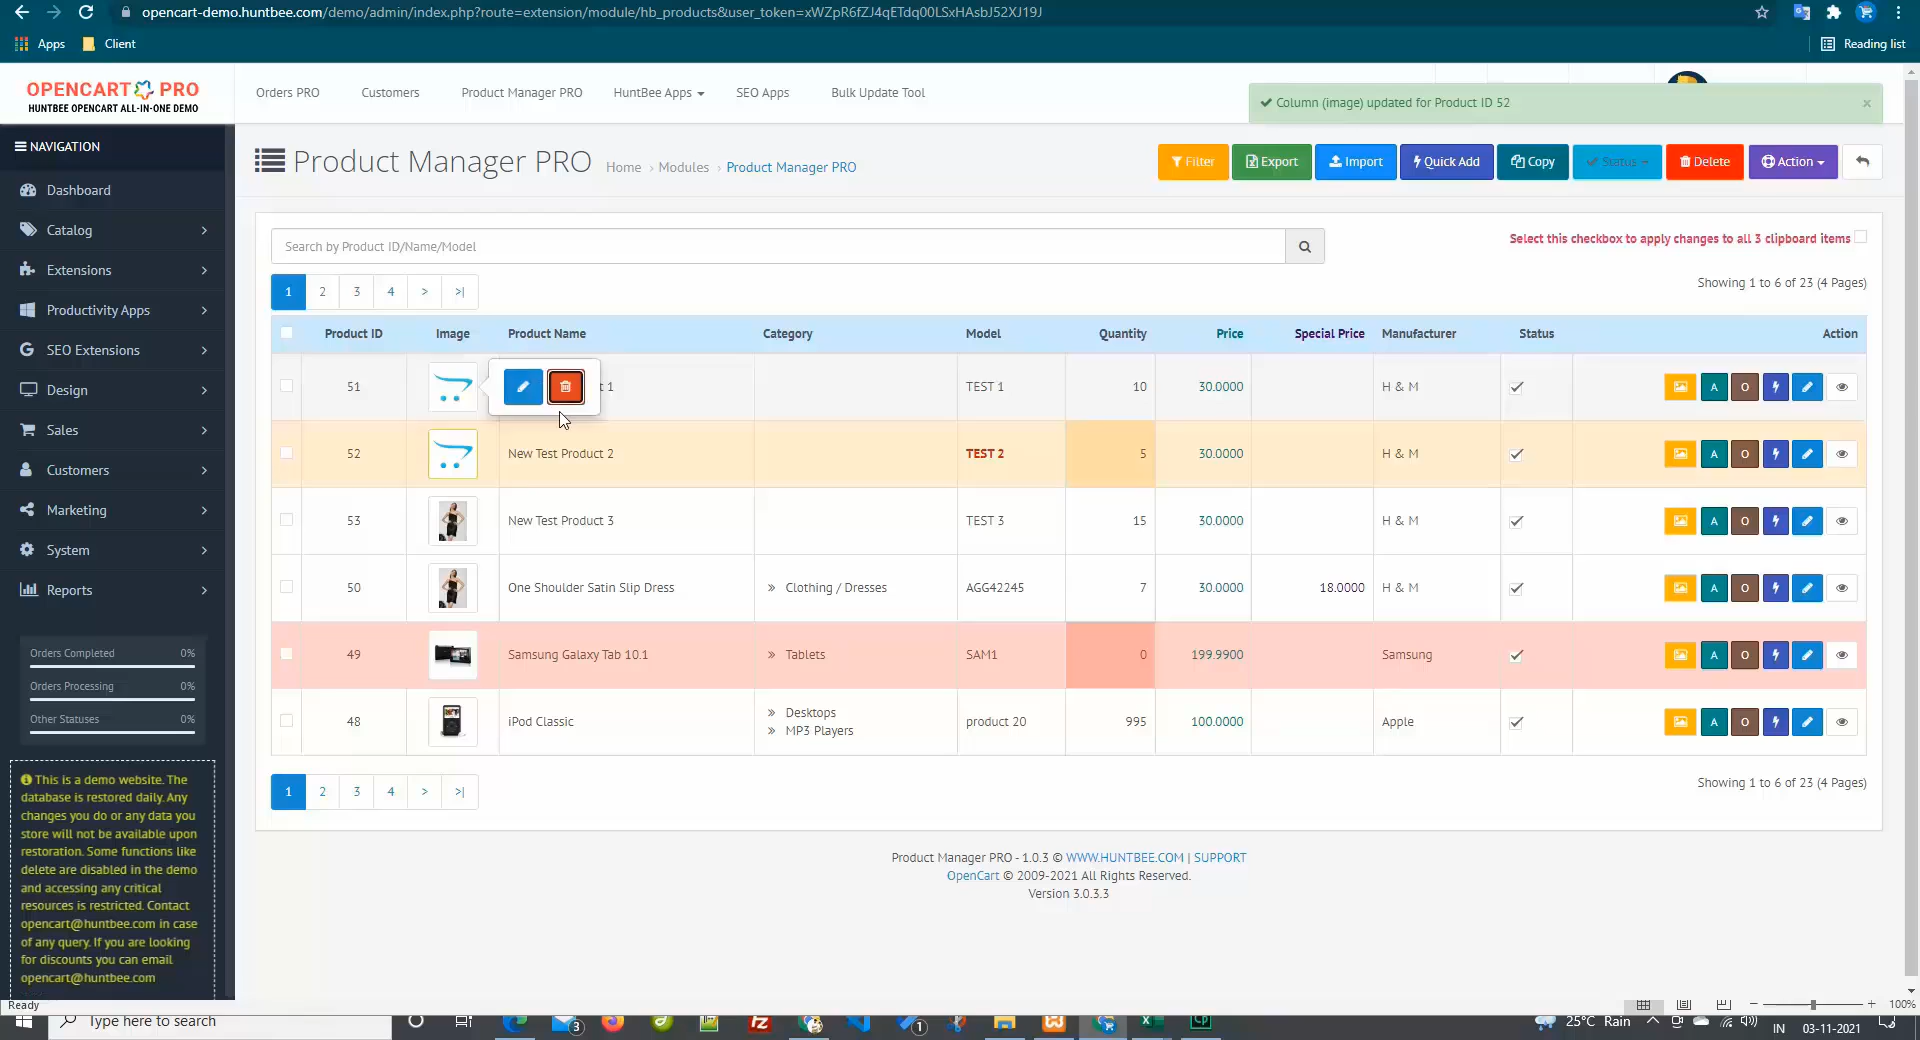 opencart-demo.huntbee.com/demo/admin/index.php?route=extension/module/hb_products&user_token=xWZpR6fZJ4qETdq00LSxHAsbJ52XJ19J
Apps
Client
Reading list
OPENCART PRO
HUNTBEE OPENCART ALL-IN-ONE DEMO
Orders PRO
Customers
Product Manager PRO
HuntBee Apps
SEO Apps
Bulk Update Tool
Column (image) updated for Product ID 52
×
NAVIGATION
Dashboard
Catalog
Extensions
Productivity Apps
SEO Extensions
Design
Sales
Customers
Marketing
System
Reports
Orders Completed 0%
Orders Processing 0%
Other Statuses 0%
This is a demo website. The
database is restored daily. Any
changes you do or any data you
store will not be available upon
restoration. Some functions like
delete are disabled in the demo
and accessing any critical
resources is restricted. Contact
opencart@huntbee.com in case
of any query. If you are looking
for discounts you can email
opencart@huntbee.com
Product Manager PRO
Home › Modules › Product Manager PRO
Filter
Export
Import
Quick Add
Copy
Status
Delete
Action
Search by Product ID/Name/Model
Select this checkbox to apply changes to all 3 clipboard items
1 2 3 4 > >|
Showing 1 to 6 of 23 (4 Pages)
Product ID Image Product Name Category Model Quantity Price Special Price Manufacturer Status Action
51 t 1 TEST 1 10 30.0000 H & M A O
52 New Test Product 2 TEST 2 5 30.0000 H & M A O
53 New Test Product 3 TEST 3 15 30.0000 H & M A O
50 One Shoulder Satin Slip Dress » Clothing / Dresses AGG42245 7 30.0000 18.0000 H & M A O
49 Samsung Galaxy Tab 10.1 » Tablets SAM1 0 199.9900 Samsung A O
48 iPod Classic » Desktops
» MP3 Players product 20 995 100.0000 Apple A O
1 2 3 4 > >|
Showing 1 to 6 of 23 (4 Pages)
Product Manager PRO - 1.0.3 © WWW.HUNTBEE.COM | SUPPORT
OpenCart © 2009-2021 All Rights Reserved.
Version 3.0.3.3
Ready
100%
Type here to search
3
1
25°C Rain
IN
03-11-2021